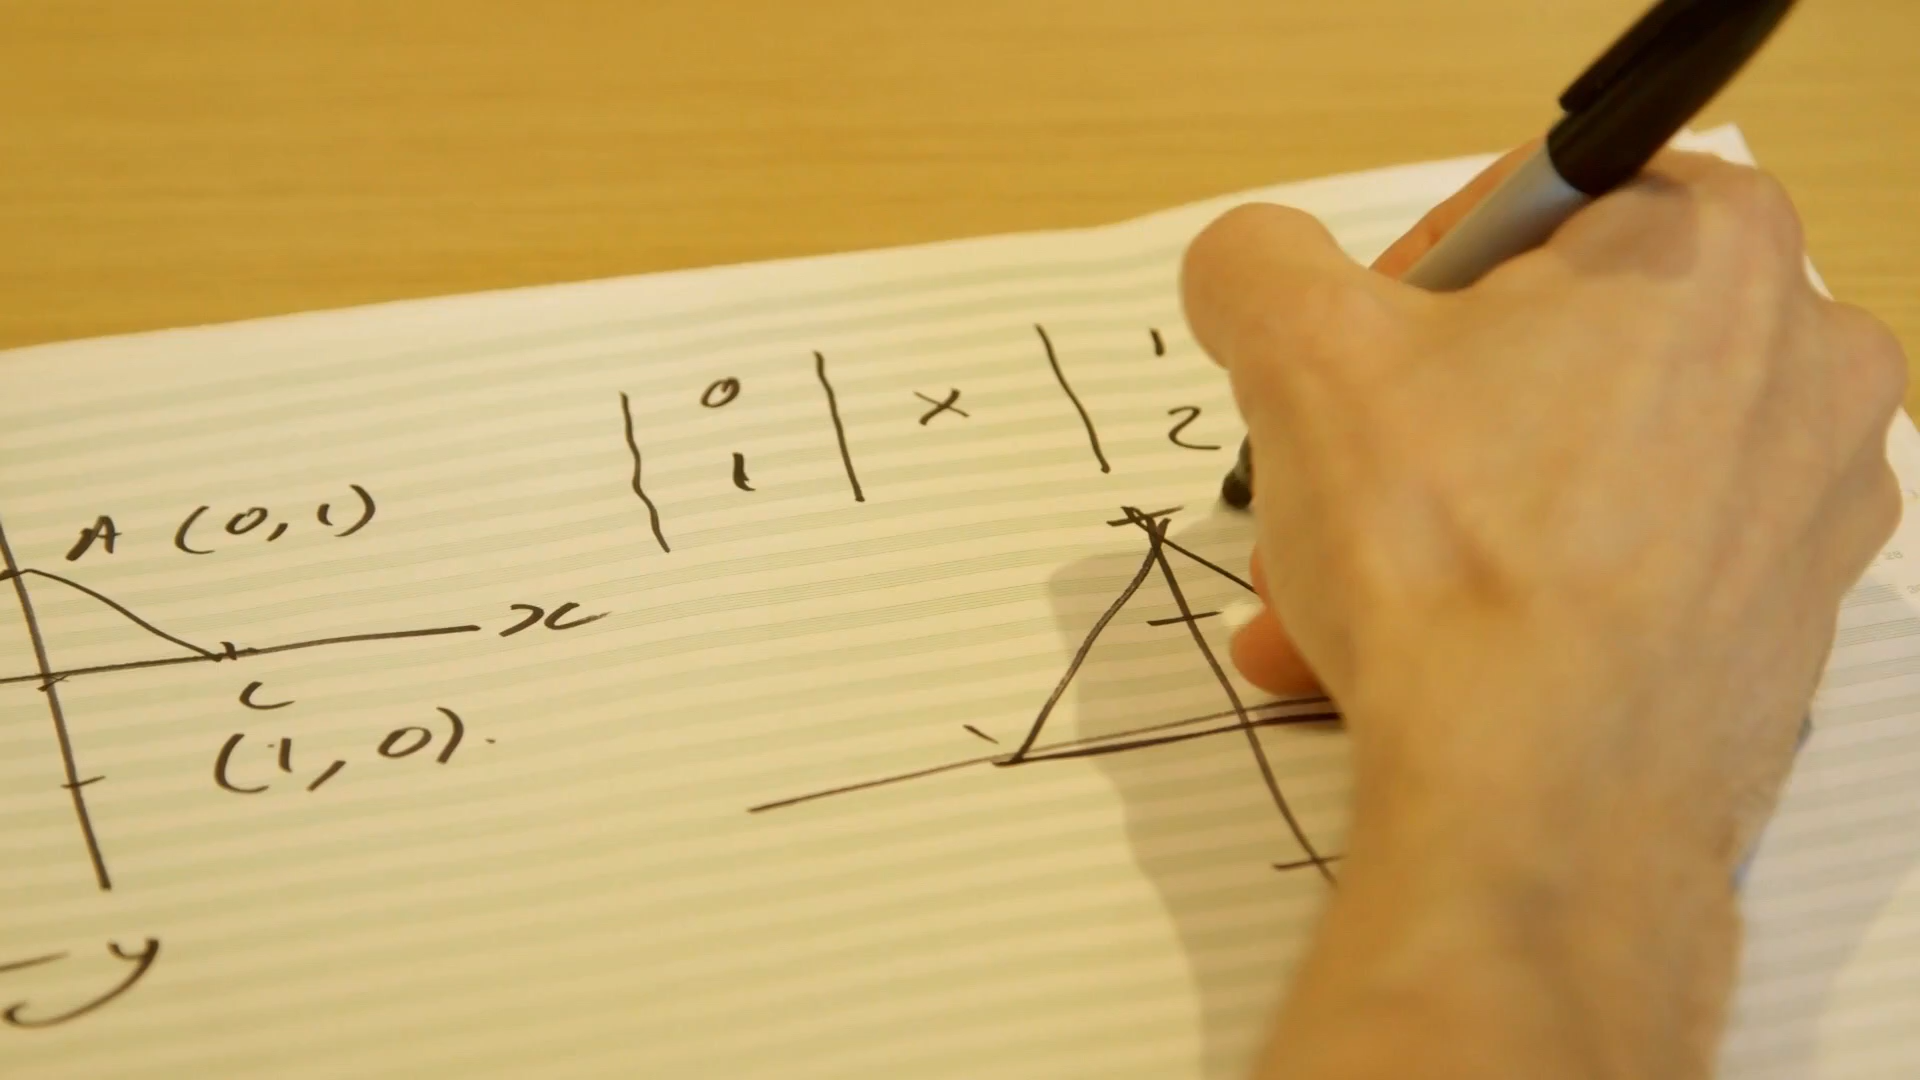 | 0 | × | 1
1 2
A (0, 1)
x
C
(1, 0).
-y